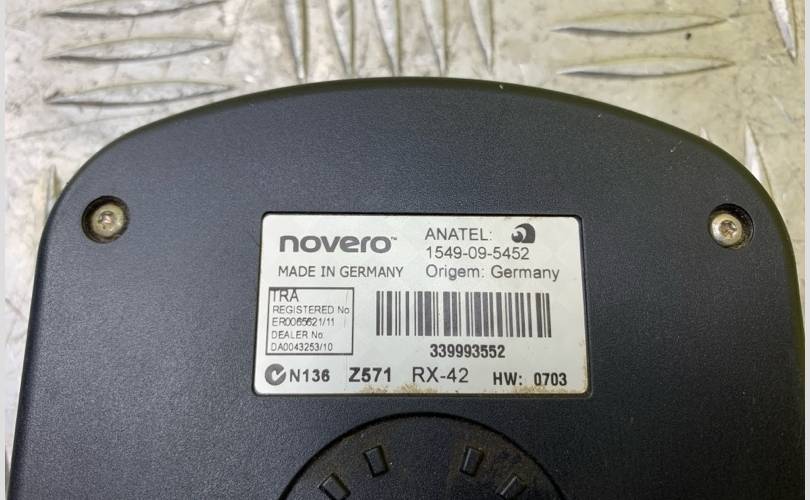 novero™
ANATEL:
1549-09-5452
MADE IN GERMANY
Origem: Germany
TRA
REGISTERED No
ER0065621/11
DEALER No
DA0043253/10
339993552
N136 Z571 RX-42 HW: 0703